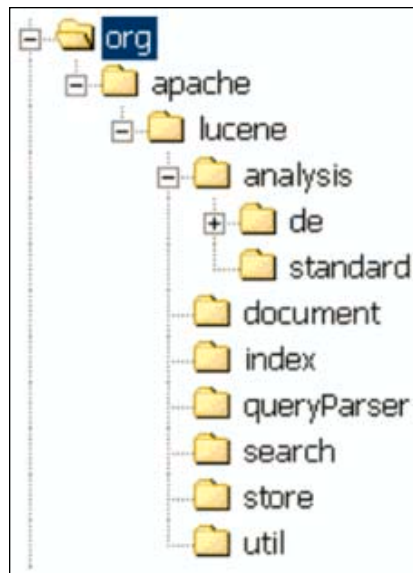 org
apache
lucene
analysis
de
standard
document
index
queryParser
search
store
util